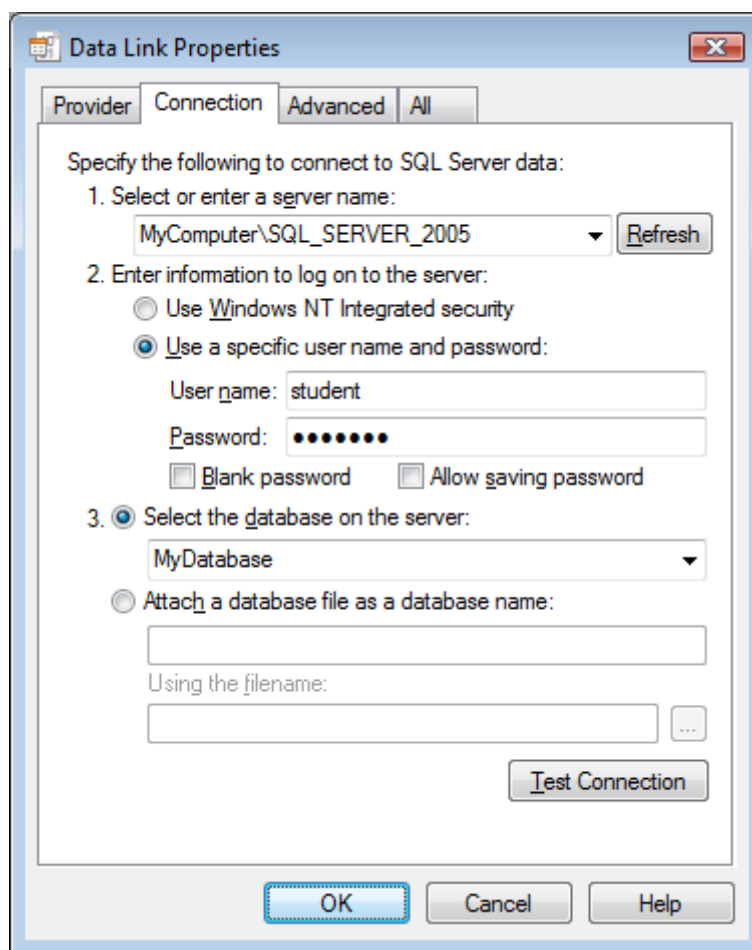 Data Link Properties
Provider Connection Advanced All
Specify the following to connect to SQL Server data:
1. Select or enter a server name:
MyComputer\SQL_SERVER_2005 Refresh
2. Enter information to log on to the server:
Use Windows NT Integrated security
Use a specific user name and password:
User name: student
Password: •••••••
Blank password Allow saving password
3. Select the database on the server:
MyDatabase
Attach a database file as a database name:
Using the filename:
...
Test Connection
OK Cancel Help